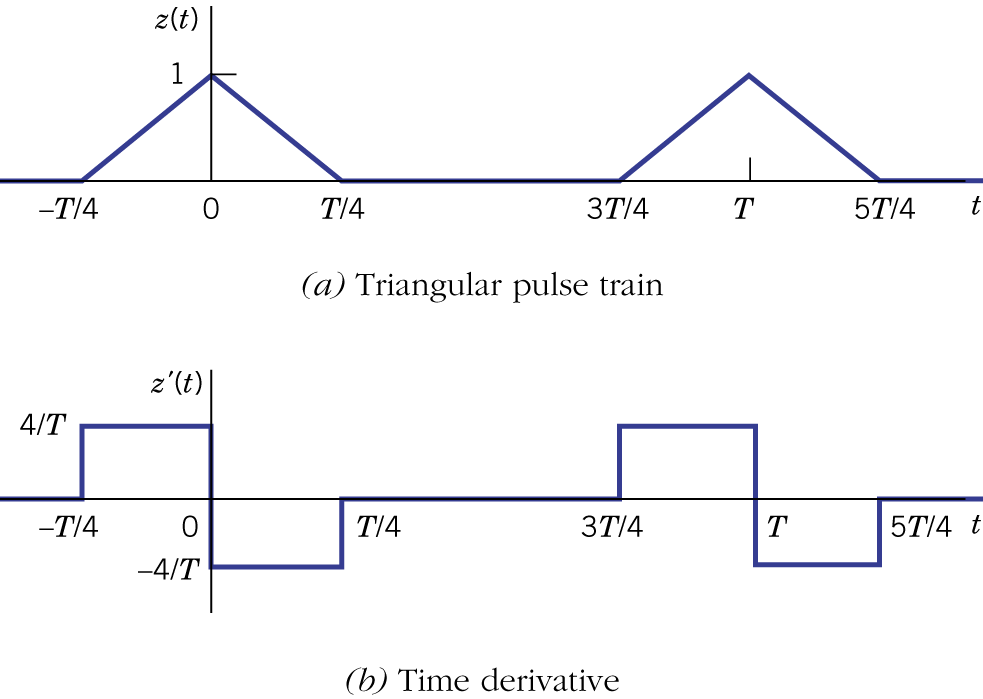 z(t)
1
–T/4 0 T/4 3T/4 T 5T/4 t
(a) Triangular pulse train
z′(t)
4/T
–T/4 0 T/4 3T/4 T 5T/4 t
–4/T
(b) Time derivative